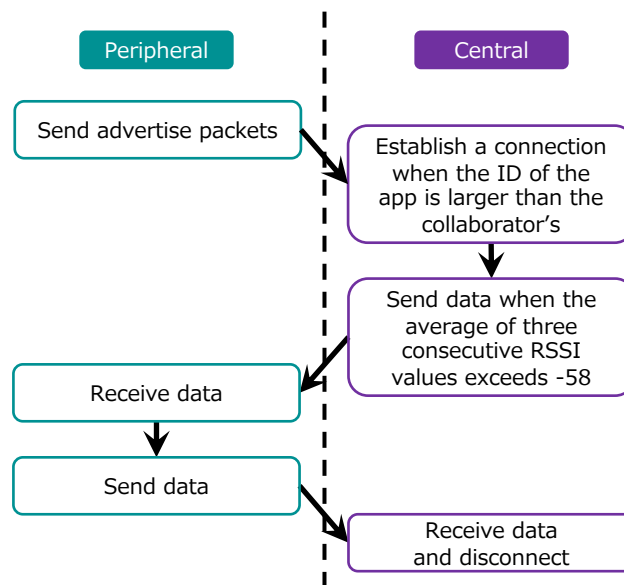 Peripheral
Central
Send advertise packets
Establish a connection
when the ID of the
app is larger than the
collaborator’s
Send data when the
average of three
consecutive RSSI
values exceeds -58
Receive data
Send data
Receive data
and disconnect